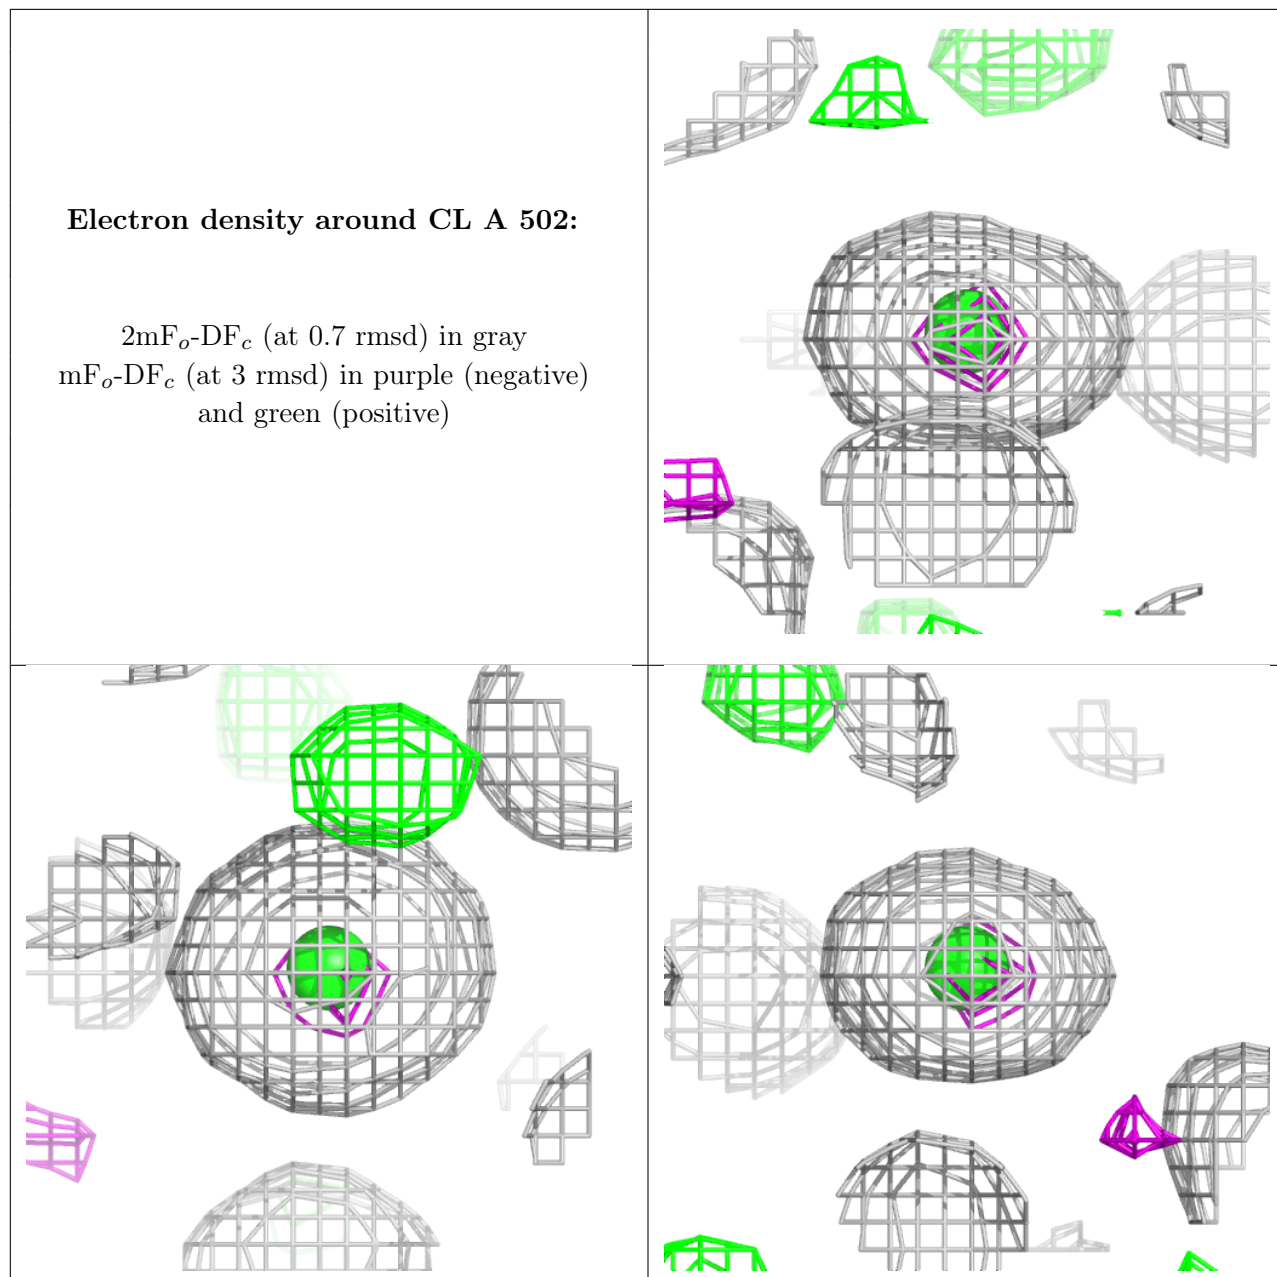 Electron density around CL A 502:
2mFₒ-DF𝒸 (at 0.7 rmsd) in gray
mFₒ-DF𝒸 (at 3 rmsd) in purple (negative)
and green (positive)